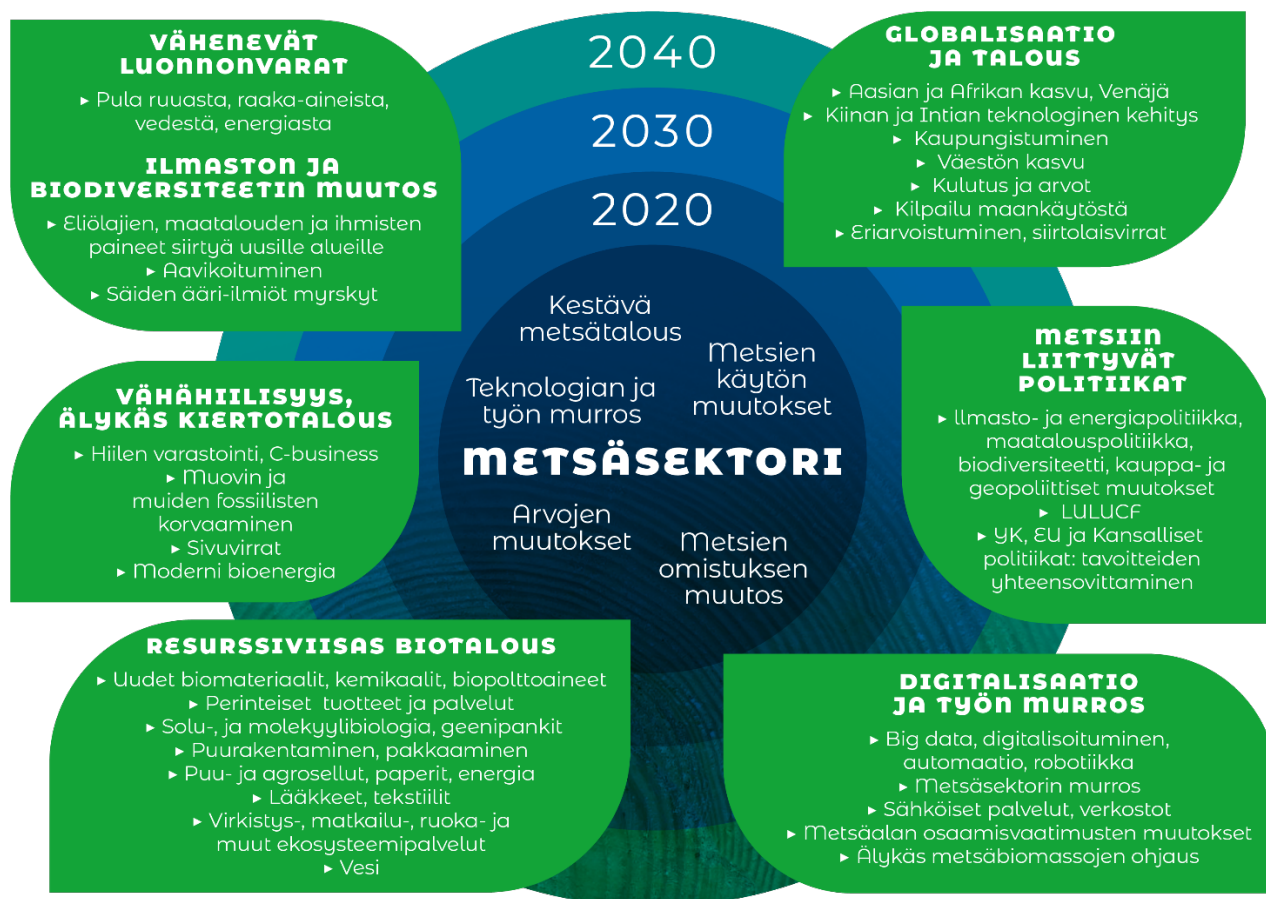 VÄHENEVÄT
LUONNONVARAT
▸ Pula ruuasta, raaka-aineista,
vedestä, energiasta
ILMASTON JA
BIODIVERSITEETIN MUUTOS
▸ Eliölajien, maatalouden ja ihmisten
paineet siirtyä uusille alueille
▸ Aavikoituminen
▸ Säiden ääri-ilmiöt myrskyt
2040
2030
2020
GLOBALISAATIO
JA TALOUS
▸ Aasian ja Afrikan kasvu, Venäjä
▸ Kiinan ja Intian teknologinen kehitys
▸ Kaupungistuminen
▸ Väestön kasvu
▸ Kulutus ja arvot
▸ Kilpailu maankäytöstä
▸ Eriarvoistuminen, siirtolaisvirrat
Kestävä
metsätalous
Metsien
käytön
muutokset
Teknologian ja
työn murros
METSÄSEKTORI
Arvojen
muutokset
Metsien
omistuksen
muutos
VÄHÄHIILISYYS,
ÄLYKÄS KIERTOTALOUS
▸ Hiilen varastointi, C-business
▸ Muovin ja
muiden fossiilisten
korvaaminen
▸ Sivuvirrat
▸ Moderni bioenergia
METSIIN
LIITTYVÄT
POLITIIKAT
▸ Ilmasto- ja energiapolitiikka,
maatalouspolitiikka,
biodiversiteetti, kauppa- ja
geopoliittiset muutokset
▸ LULUCF
▸ YK, EU ja Kansalliset
politiikat: tavoitteiden
yhteensovittaminen
RESURSSIVIISAS BIOTALOUS
▸ Uudet biomateriaalit, kemikaalit, biopolttoaineet
▸ Perinteiset tuotteet ja palvelut
▸ Solu-, ja molekyylibiologia, geenipankit
▸ Puurakentaminen, pakkaaminen
▸ Puu- ja agrosellut, paperit, energia
▸ Lääkkeet, tekstiilit
▸ Virkistys-, matkailu-, ruoka- ja
muut ekosysteemipalvelut
▸ Vesi
DIGITALISAATIO
JA TYÖN MURROS
▸ Big data, digitalisoituminen,
automaatio, robotiikka
▸ Metsäsektorin murros
▸ Sähköiset palvelut, verkostot
▸ Metsäalan osaamisvaatimusten muutokset
▸ Älykäs metsäbiomassojen ohjaus